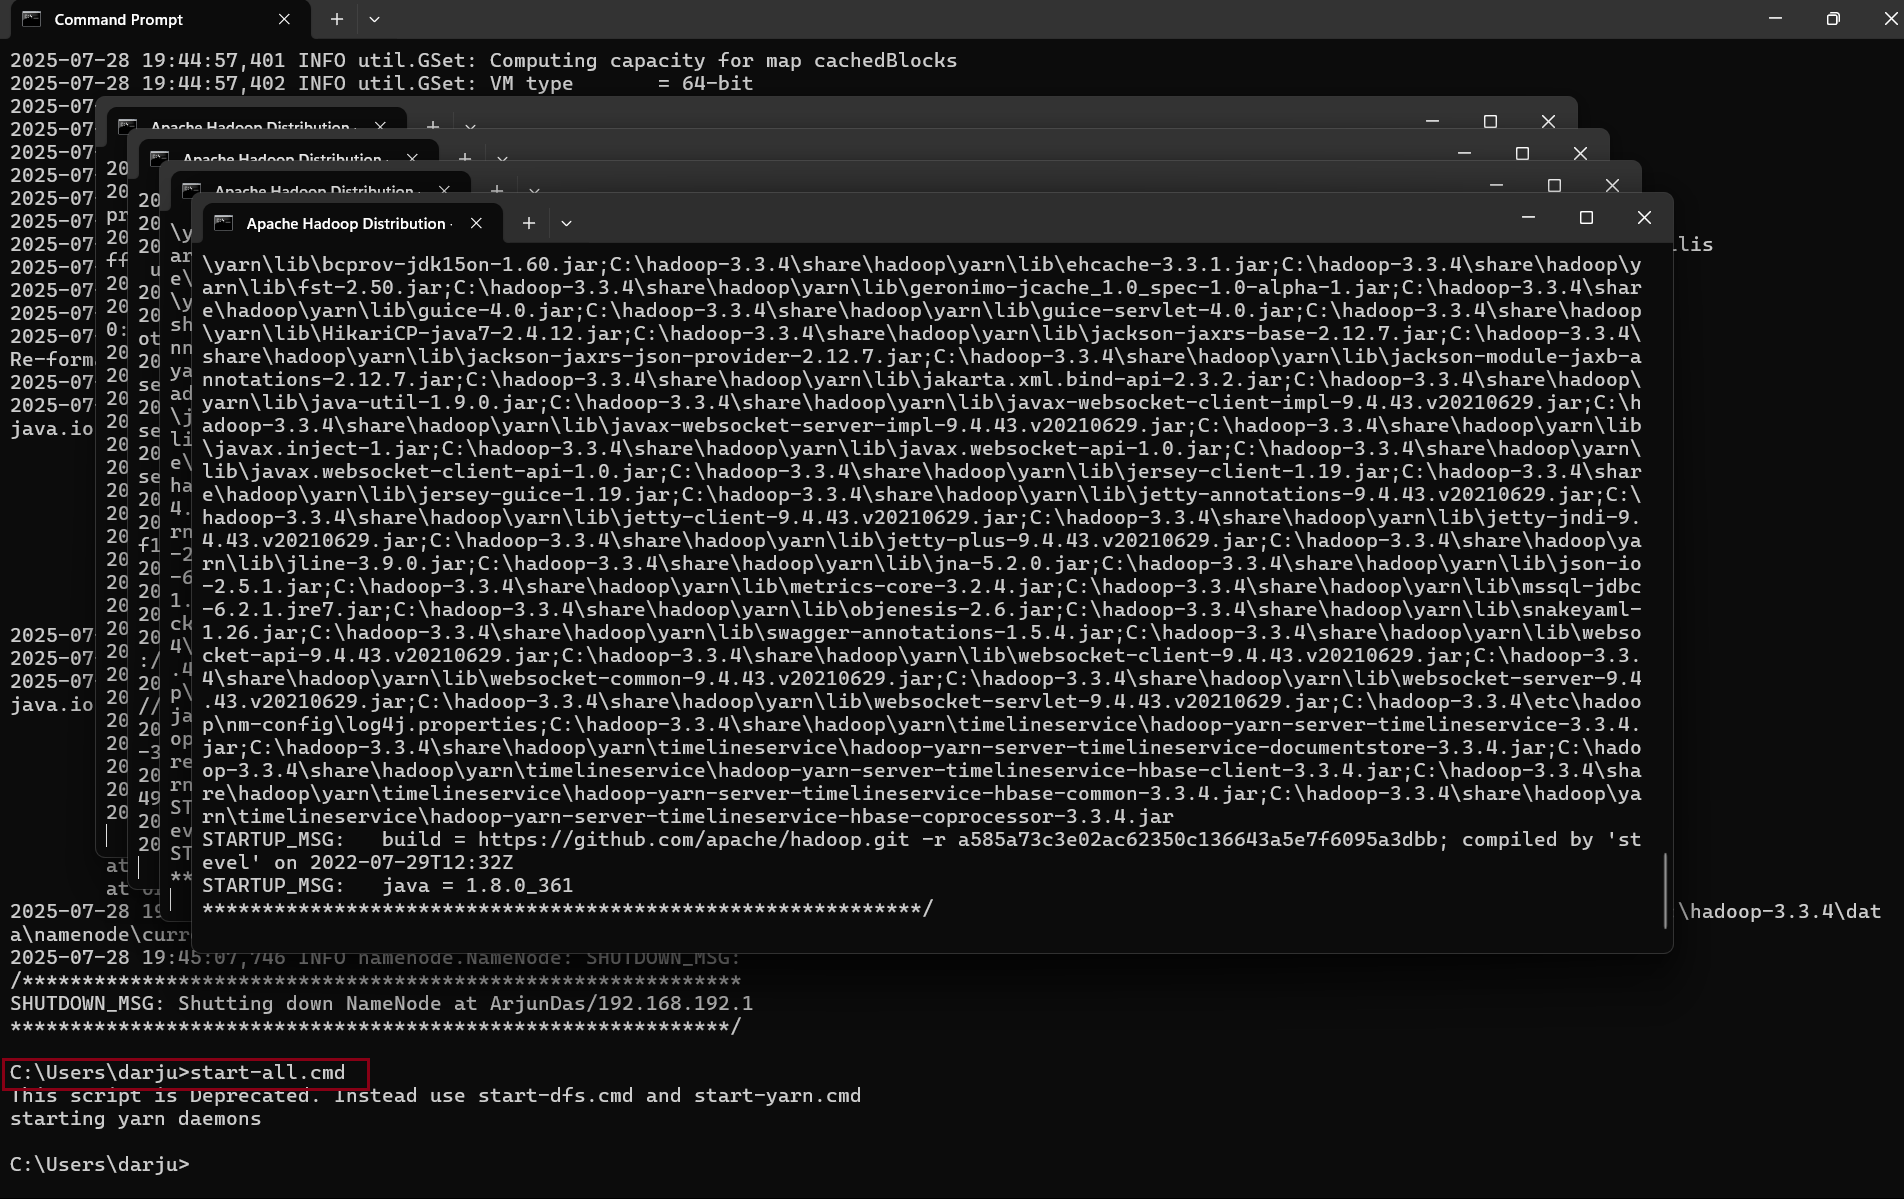 Command Prompt
2025-07-28 19:44:57,401 INFO util.GSet: Computing capacity for map cachedBlocks
2025-07-28 19:44:57,402 INFO util.GSet: VM type       = 64-bit
Apache Hadoop Distribution
Apache Hadoop Distribution
Apache Hadoop Distribution
Apache Hadoop Distribution
\yarn\lib\bcprov-jdk15on-1.60.jar;C:\hadoop-3.3.4\share\hadoop\yarn\lib\ehcache-3.3.1.jar;C:\hadoop-3.3.4\share\hadoop\y
arn\lib\fst-2.50.jar;C:\hadoop-3.3.4\share\hadoop\yarn\lib\geronimo-jcache_1.0_spec-1.0-alpha-1.jar;C:\hadoop-3.3.4\shar
e\hadoop\yarn\lib\guice-4.0.jar;C:\hadoop-3.3.4\share\hadoop\yarn\lib\guice-servlet-4.0.jar;C:\hadoop-3.3.4\share\hadoop
\yarn\lib\HikariCP-java7-2.4.12.jar;C:\hadoop-3.3.4\share\hadoop\yarn\lib\jackson-jaxrs-base-2.12.7.jar;C:\hadoop-3.3.4\
share\hadoop\yarn\lib\jackson-jaxrs-json-provider-2.12.7.jar;C:\hadoop-3.3.4\share\hadoop\yarn\lib\jackson-module-jaxb-a
nnotations-2.12.7.jar;C:\hadoop-3.3.4\share\hadoop\yarn\lib\jakarta.xml.bind-api-2.3.2.jar;C:\hadoop-3.3.4\share\hadoop\
yarn\lib\java-util-1.9.0.jar;C:\hadoop-3.3.4\share\hadoop\yarn\lib\javax-websocket-client-impl-9.4.43.v20210629.jar;C:\h
adoop-3.3.4\share\hadoop\yarn\lib\javax-websocket-server-impl-9.4.43.v20210629.jar;C:\hadoop-3.3.4\share\hadoop\yarn\lib
\javax.inject-1.jar;C:\hadoop-3.3.4\share\hadoop\yarn\lib\javax.websocket-api-1.0.jar;C:\hadoop-3.3.4\share\hadoop\yarn\
lib\javax.websocket-client-api-1.0.jar;C:\hadoop-3.3.4\share\hadoop\yarn\lib\jersey-client-1.19.jar;C:\hadoop-3.3.4\shar
e\hadoop\yarn\lib\jersey-guice-1.19.jar;C:\hadoop-3.3.4\share\hadoop\yarn\lib\jetty-annotations-9.4.43.v20210629.jar;C:\
hadoop-3.3.4\share\hadoop\yarn\lib\jetty-client-9.4.43.v20210629.jar;C:\hadoop-3.3.4\share\hadoop\yarn\lib\jetty-jndi-9.
4.43.v20210629.jar;C:\hadoop-3.3.4\share\hadoop\yarn\lib\jetty-plus-9.4.43.v20210629.jar;C:\hadoop-3.3.4\share\hadoop\ya
rn\lib\jline-3.9.0.jar;C:\hadoop-3.3.4\share\hadoop\yarn\lib\jna-5.2.0.jar;C:\hadoop-3.3.4\share\hadoop\yarn\lib\json-io
-2.5.1.jar;C:\hadoop-3.3.4\share\hadoop\yarn\lib\metrics-core-3.2.4.jar;C:\hadoop-3.3.4\share\hadoop\yarn\lib\mssql-jdbc
-6.2.1.jre7.jar;C:\hadoop-3.3.4\share\hadoop\yarn\lib\objenesis-2.6.jar;C:\hadoop-3.3.4\share\hadoop\yarn\lib\snakeyaml-
1.26.jar;C:\hadoop-3.3.4\share\hadoop\yarn\lib\swagger-annotations-1.5.4.jar;C:\hadoop-3.3.4\share\hadoop\yarn\lib\webso
cket-api-9.4.43.v20210629.jar;C:\hadoop-3.3.4\share\hadoop\yarn\lib\websocket-client-9.4.43.v20210629.jar;C:\hadoop-3.3.
4\share\hadoop\yarn\lib\websocket-common-9.4.43.v20210629.jar;C:\hadoop-3.3.4\share\hadoop\yarn\lib\websocket-server-9.4
.43.v20210629.jar;C:\hadoop-3.3.4\share\hadoop\yarn\lib\websocket-servlet-9.4.43.v20210629.jar;C:\hadoop-3.3.4\etc\hadoo
p\nm-config\log4j.properties;C:\hadoop-3.3.4\share\hadoop\yarn\timelineservice\hadoop-yarn-server-timelineservice-3.3.4.
jar;C:\hadoop-3.3.4\share\hadoop\yarn\timelineservice\hadoop-yarn-server-timelineservice-documentstore-3.3.4.jar;C:\hado
op-3.3.4\share\hadoop\yarn\timelineservice\hadoop-yarn-server-timelineservice-hbase-client-3.3.4.jar;C:\hadoop-3.3.4\sha
re\hadoop\yarn\timelineservice\hadoop-yarn-server-timelineservice-hbase-common-3.3.4.jar;C:\hadoop-3.3.4\share\hadoop\ya
rn\timelineservice\hadoop-yarn-server-timelineservice-hbase-coprocessor-3.3.4.jar
STARTUP_MSG:   build = https://github.com/apache/hadoop.git -r a585a73c3e02ac62350c136643a5e7f6095a3dbb; compiled by 'st
evel' on 2022-07-29T12:32Z
STARTUP_MSG:   java = 1.8.0_361
************************************************************/
\hadoop-3.3.4\dat
a\namenode\curr
2025-07-28 19:45:07,746 INFO namenode.NameNode: SHUTDOWN_MSG:
/************************************************************
SHUTDOWN_MSG: Shutting down NameNode at ArjunDas/192.168.192.1
************************************************************/
C:\Users\darju>start-all.cmd
This script is Deprecated. Instead use start-dfs.cmd and start-yarn.cmd
starting yarn daemons
C:\Users\darju>